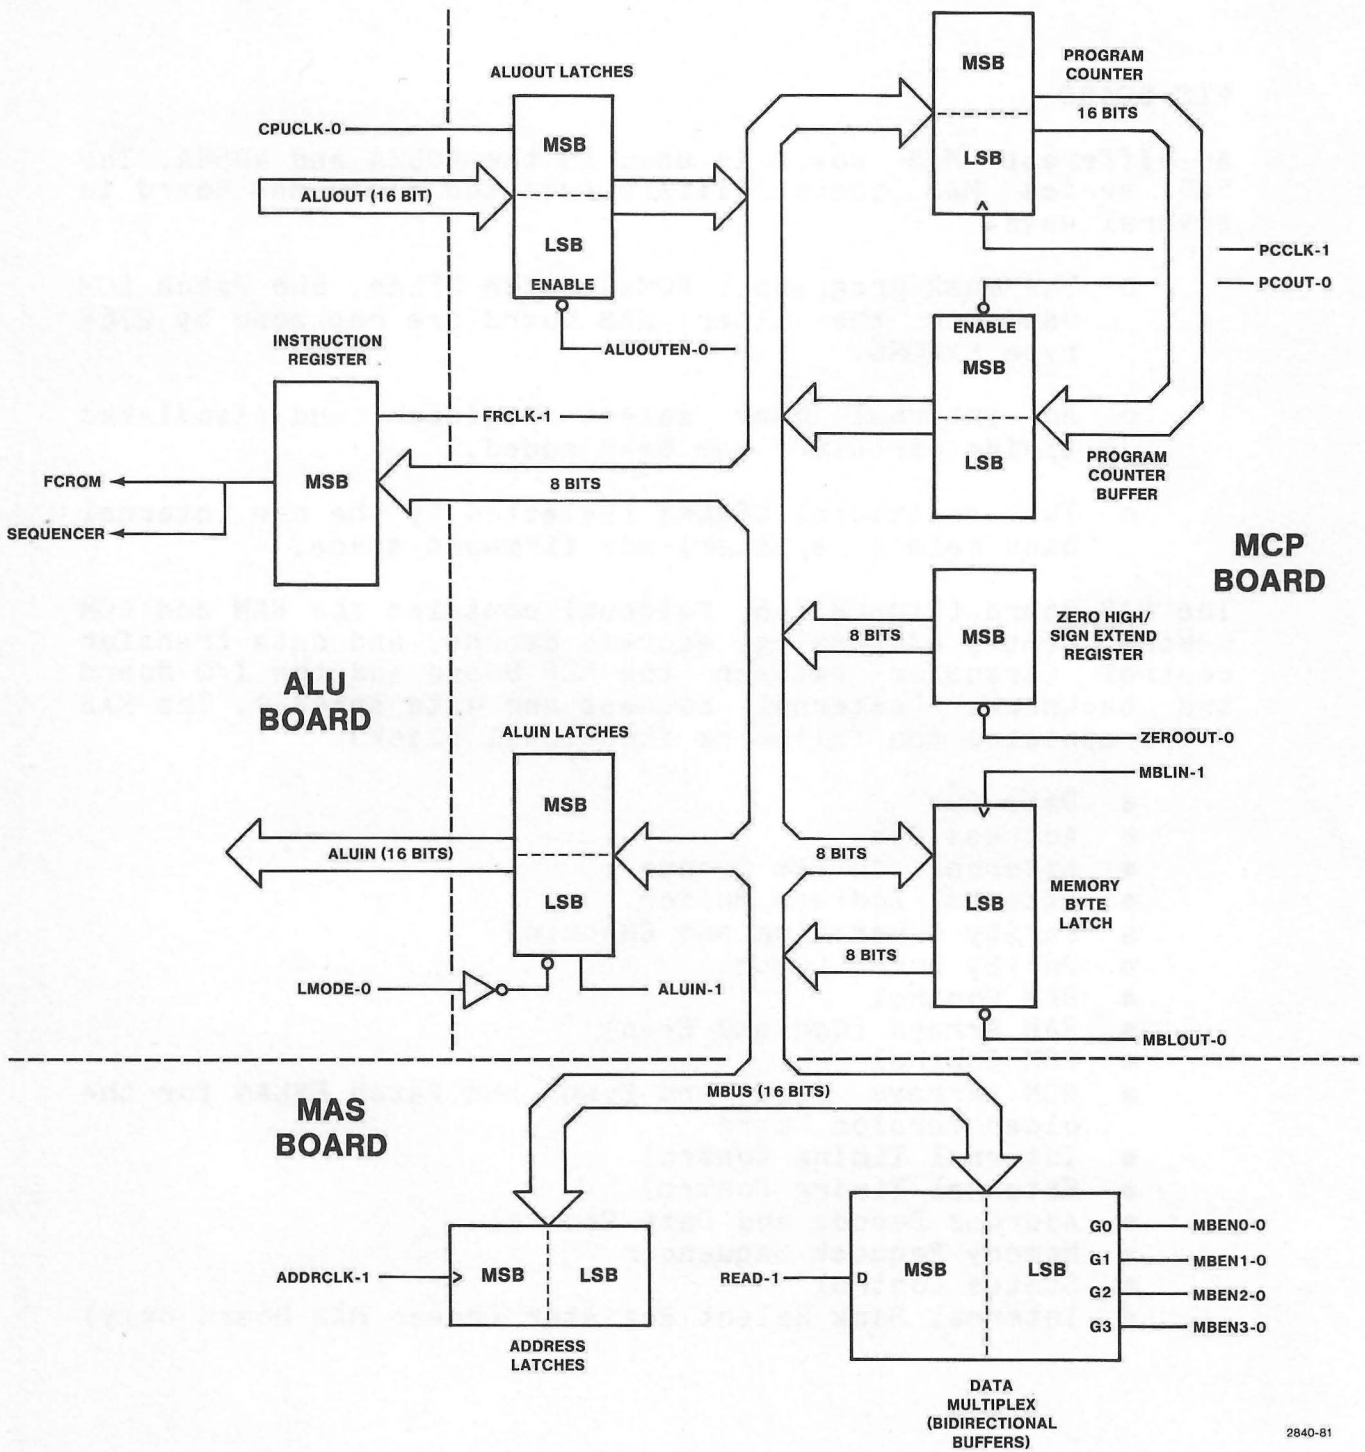 MSB
PROGRAM
COUNTER
16 BITS
LSB
ALUOUT LATCHES
CPUCLK-0
MSB
ALUOUT (16 BIT)
LSB
ENABLE
ALUOUTEN-0
PCCLK-1
PCOUT-0
ENABLE
MSB
LSB
PROGRAM
COUNTER
BUFFER
INSTRUCTION
REGISTER
FRCLK-1
MSB
8 BITS
FCROM
SEQUENCER
MCP
BOARD
8 BITS
MSB
ZERO HIGH/
SIGN EXTEND
REGISTER
ZEROOUT-0
ALU
BOARD
ALUIN LATCHES
MSB
ALUIN (16 BITS)
LSB
LMODE-0
ALUIN-1
MBLIN-1
8 BITS
LSB
MEMORY
BYTE
LATCH
8 BITS
MBLOUT-0
MAS
BOARD
MBUS (16 BITS)
ADDRCLK-1
MSB
LSB
ADDRESS
LATCHES
READ-1
D
MSB
LSB
G0
MBEN0-0
G1
MBEN1-0
G2
MBEN2-0
G3
MBEN3-0
DATA
MULTIPLEX
(BIDIRECTIONAL
BUFFERS)
2840-81